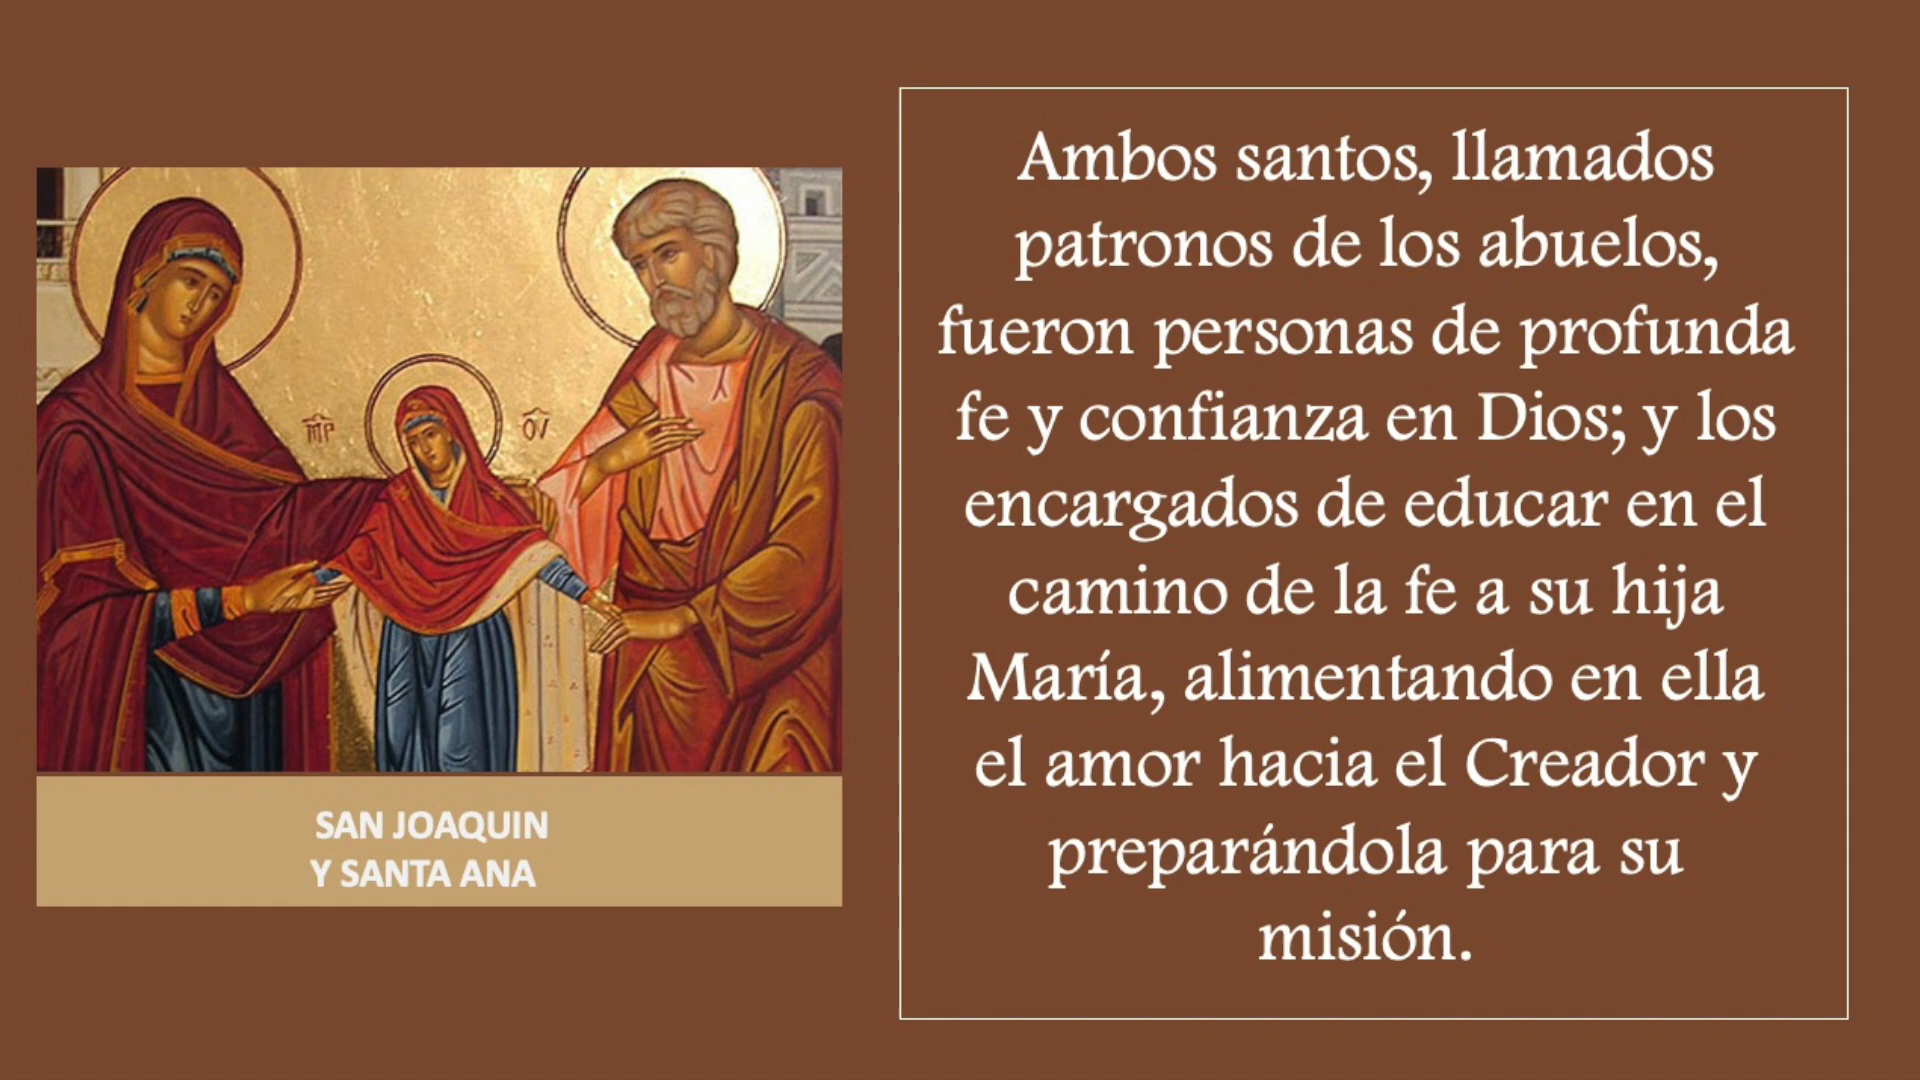 ΜΡ ΘΥ
SAN JOAQUIN
Y SANTA ANA
Ambos santos, llamados
patronos de los abuelos,
fueron personas de profunda
fe y confianza en Dios; y los
encargados de educar en el
camino de la fe a su hija
María, alimentando en ella
el amor hacia el Creador y
preparándola para su
misión.